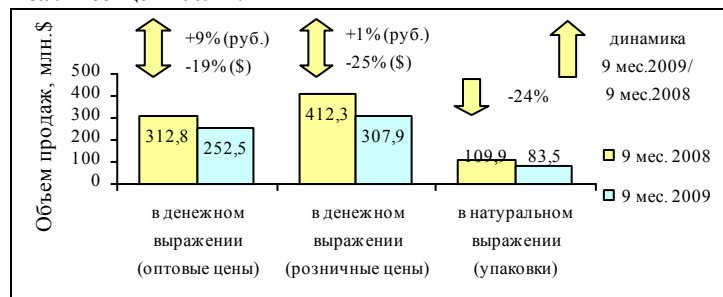 +9% (руб.)
-19% ($)
+1% (руб.)
-25% ($)
-24%
динамика
9 мес.2009/
9 мес.2008
Объем продаж, млн.$
500
400
300
200
100
0
312,8
252,5
412,3
307,9
109,9
83,5
9 мес. 2008
9 мес. 2009
в денежном
выражении
(оптовые цены)
в денежном
выражении
(розничные цены)
в натуральном
выражении
(упаковки)